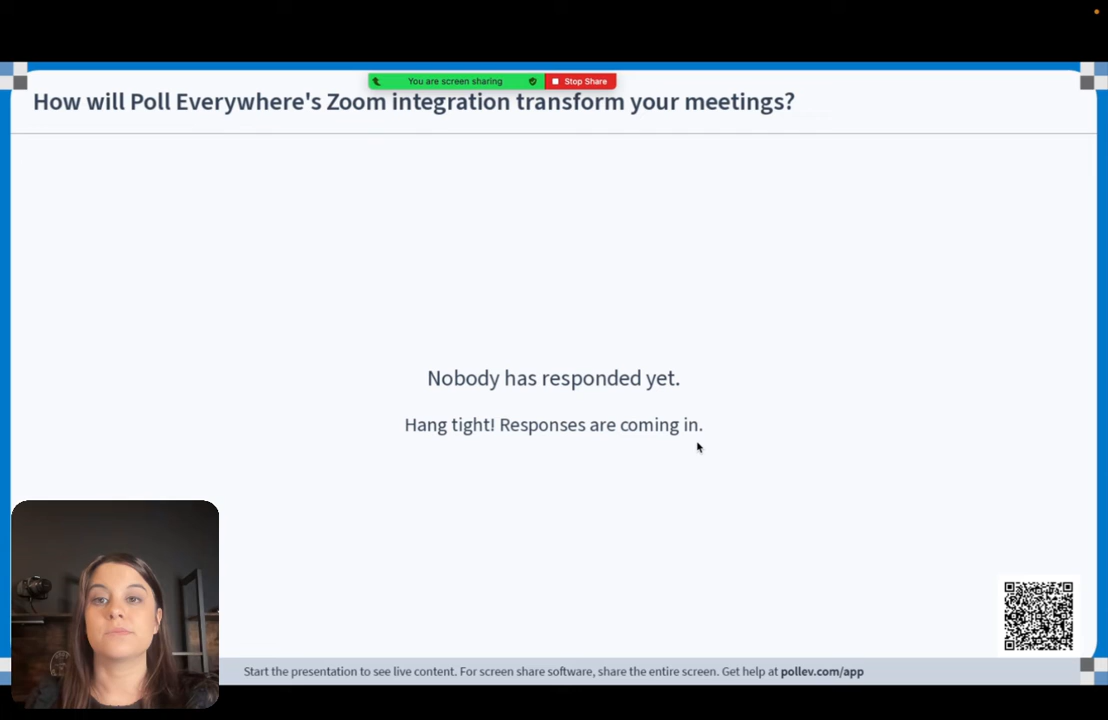 You are screen sharing
Stop Share
How will Poll Everywhere's Zoom integration transform your meetings?
Nobody has responded yet.
Hang tight! Responses are coming in.
Start the presentation to see live content. For screen share software, share the entire screen. Get help at pollev.com/app